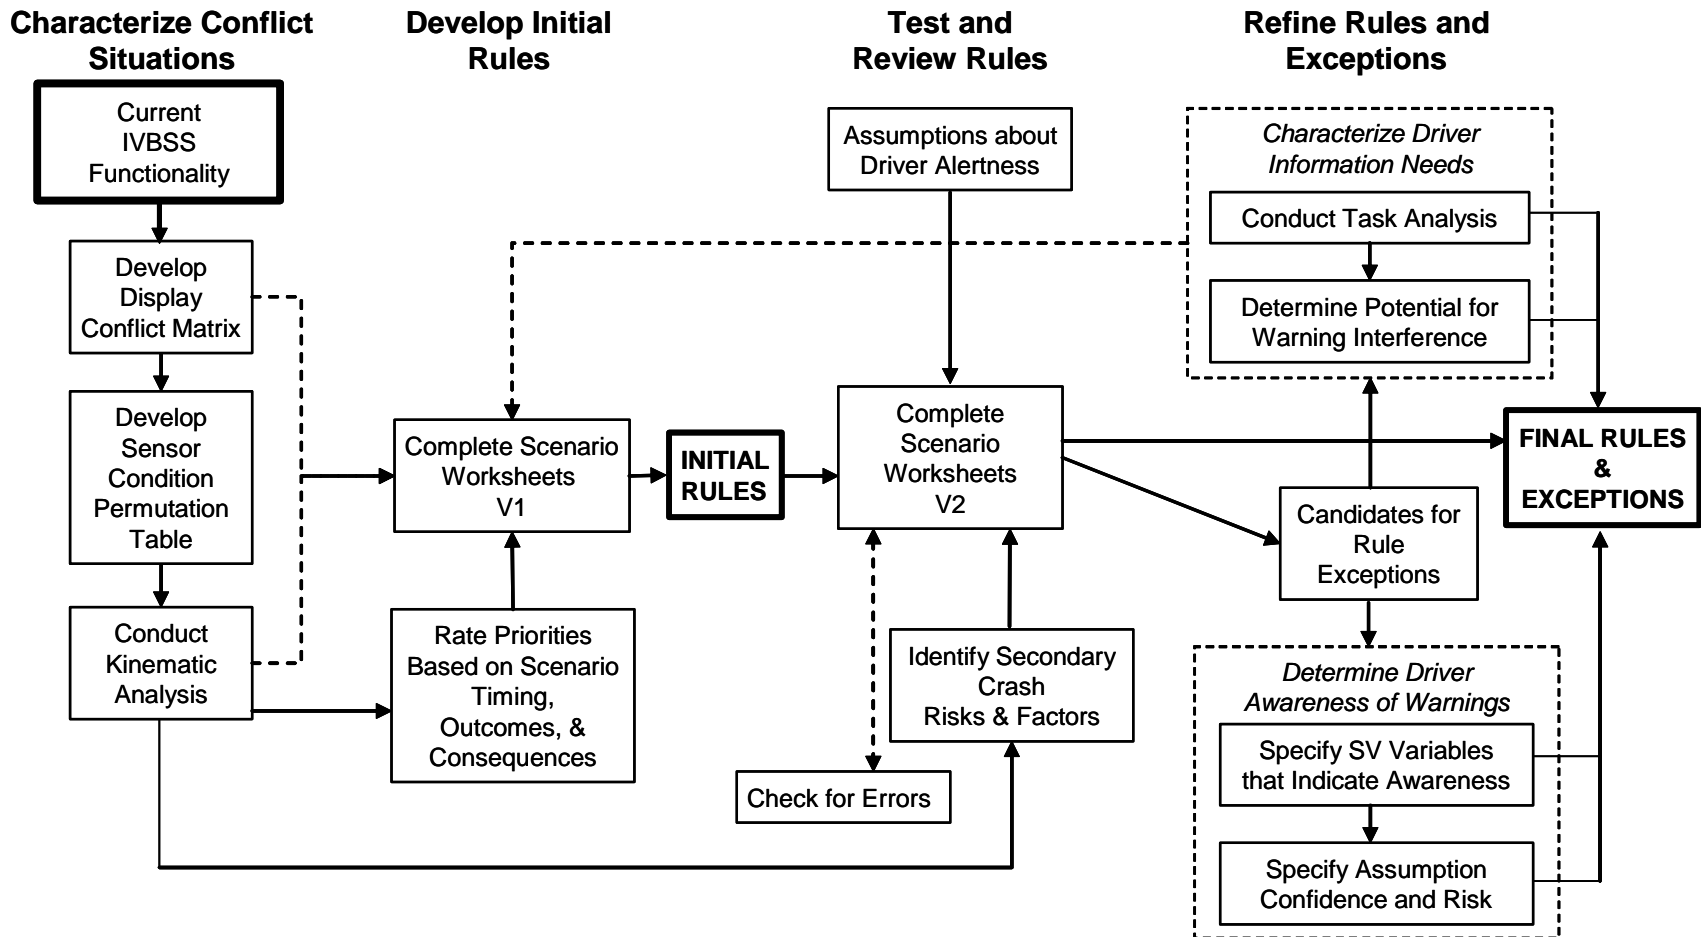 Characterize Conflict
Situations
Develop Initial
Rules
Test and
Review Rules
Refine Rules and
Exceptions
Current
IVBSS
Functionality
Develop
Display
Conflict Matrix
Develop
Sensor
Condition
Permutation
Table
Conduct
Kinematic
Analysis
Complete Scenario
Worksheets
V1
Rate Priorities
Based on Scenario
Timing,
Outcomes, &
Consequences
INITIAL
RULES
Assumptions about
Driver Alertness
Complete
Scenario
Worksheets
V2
Identify Secondary
Crash
Risks & Factors
Check for Errors
Characterize Driver
Information Needs
Conduct Task Analysis
Determine Potential for
Warning Interference
Candidates for
Rule
Exceptions
Determine Driver
Awareness of Warnings
Specify SV Variables
that Indicate Awareness
Specify Assumption
Confidence and Risk
FINAL RULES
&
EXCEPTIONS